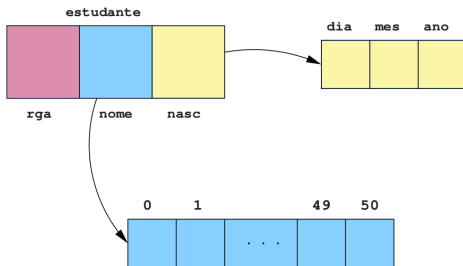 estudante
dia mes ano
rga nome nasc
0 1 49 50
. . .